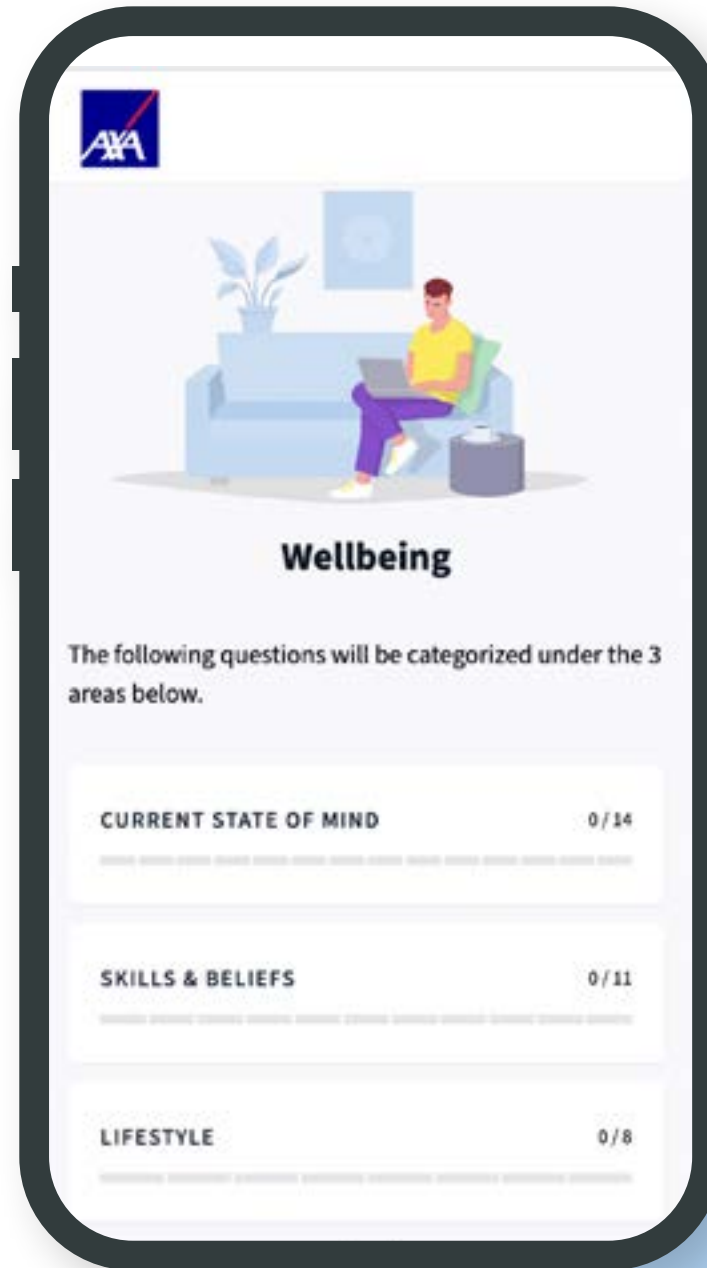 AXA
Wellbeing
The following questions will be categorized under the 3
areas below.
CURRENT STATE OF MIND 0/14
SKILLS & BELIEFS 0/11
LIFESTYLE 0/8